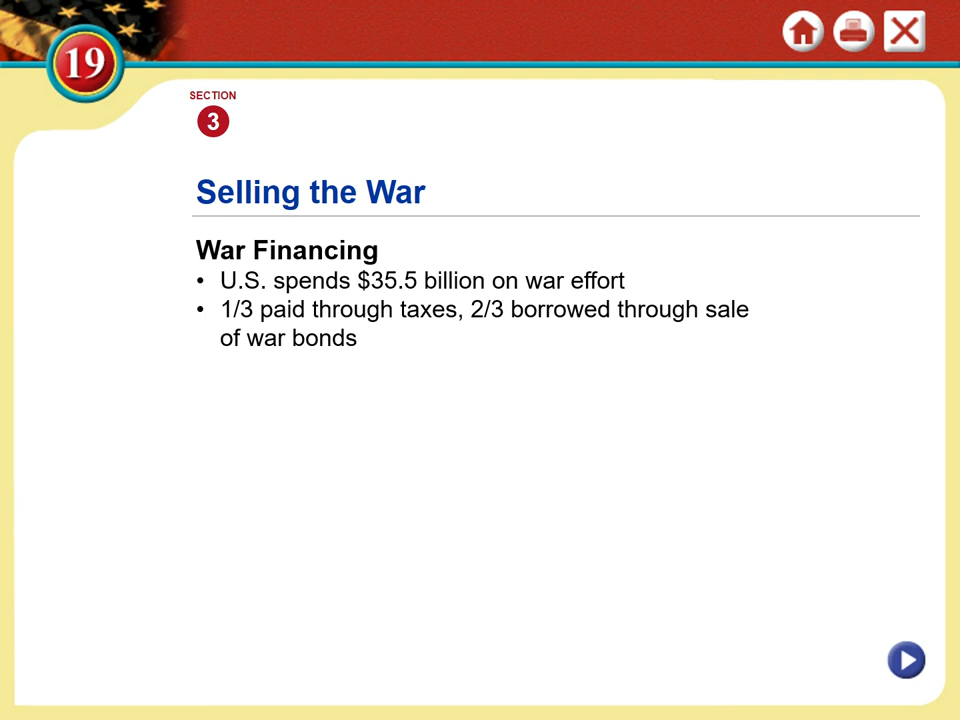 19
SECTION
3
Selling the War
War Financing
• U.S. spends $35.5 billion on war effort
• 1/3 paid through taxes, 2/3 borrowed through sale
of war bonds